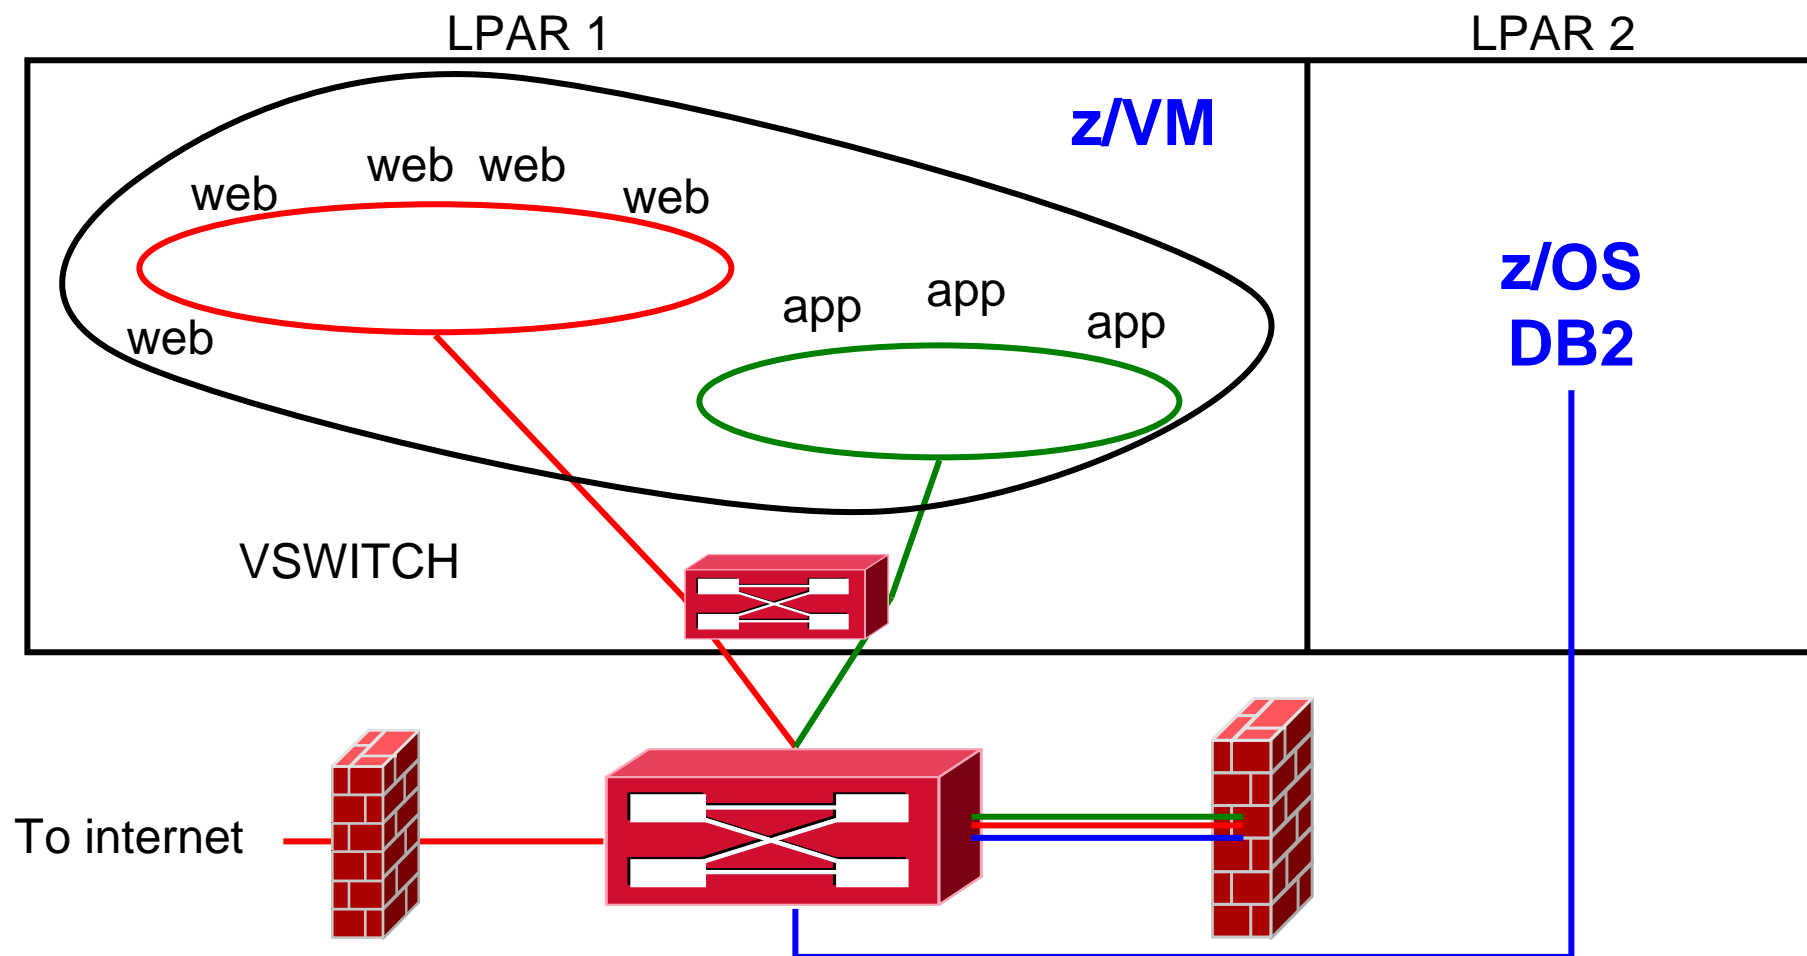 LPAR 1
LPAR 2
z/VM
web
web
web
web
web
app
app
app
z/OS
DB2
VSWITCH
To internet